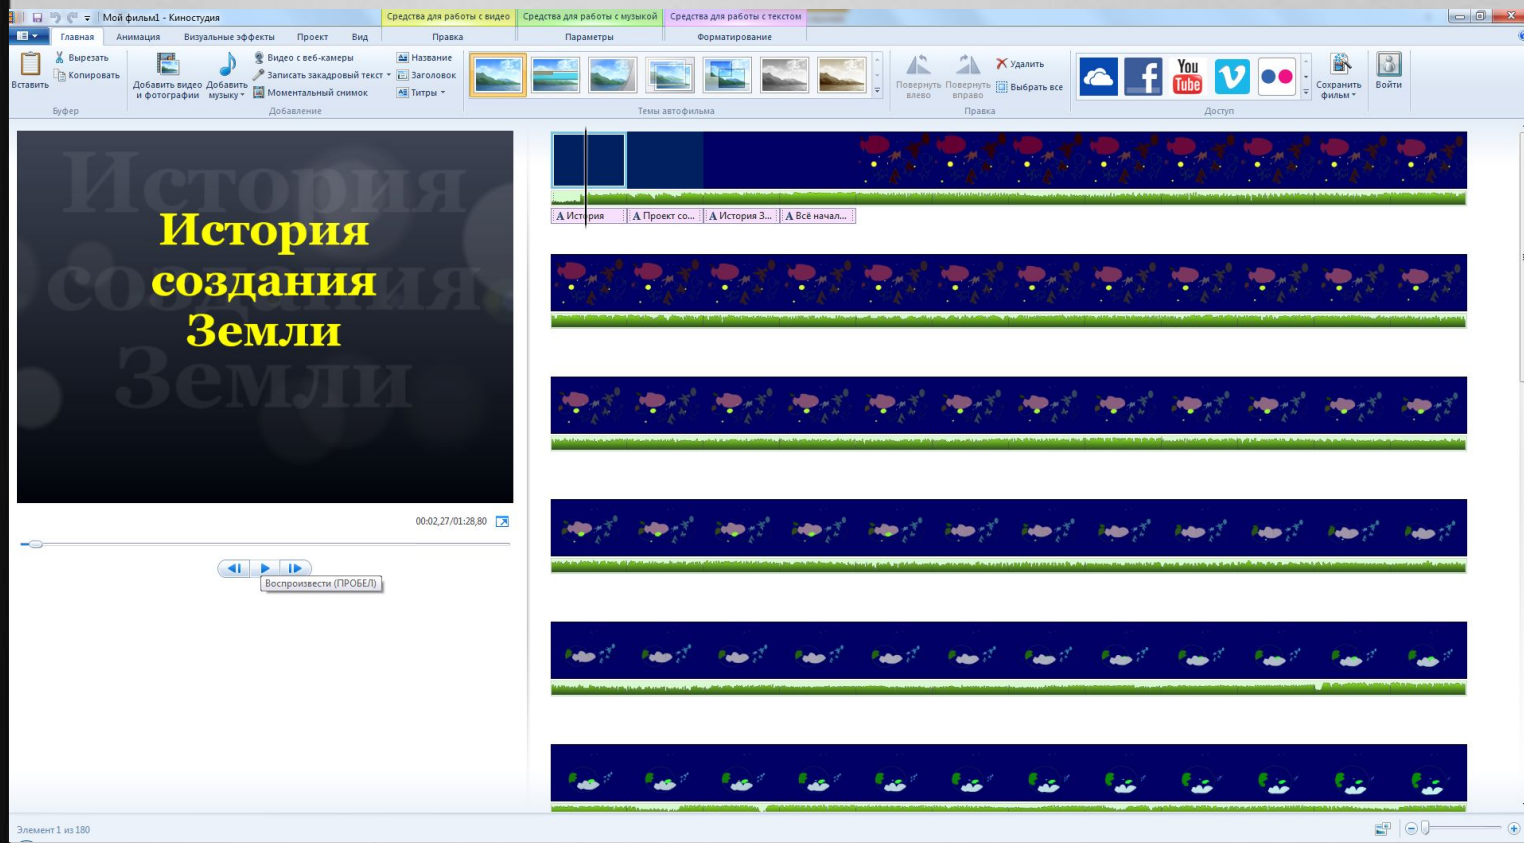 Мой фильм1 - Киностудия
Средства для работы с видео
Средства для работы с музыкой
Средства для работы с текстом
Главная
Анимация
Визуальные эффекты
Проект
Вид
Правка
Параметры
Форматирование
Вставить
Вырезать
Копировать
Буфер
Добавить видео
и фотографии
Добавить
музыку
Видео с веб-камеры
Записать закадровый текст
Моментальный снимок
Название
Заголовок
Титры
Добавление
Темы автофильма
Повернуть
влево
Повернуть
вправо
Удалить
Выбрать все
Правка
You
Tube
Доступ
Сохранить
фильм
Войти
История
создания
Земли
История
создания
Земли
00:02,27/01:28,80
Воспроизвести (ПРОБЕЛ)
A История
A Проект со...
A История З...
A Всё начал...
Элемент 1 из 180